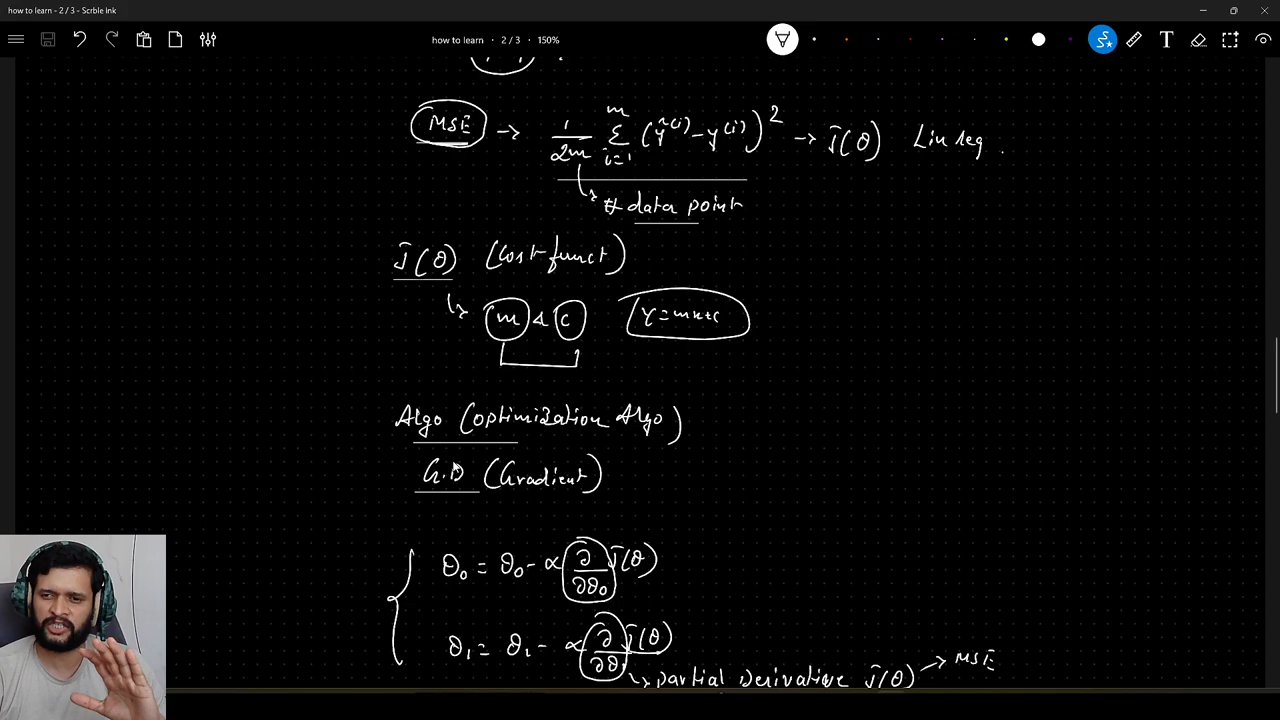 how to learn - 2 / 3 - Scrble Ink
how to learn • 2 / 3 150%
MSE → 1/2m Σ i=1 m (ŷ^(i) - y^(i))^2 → J(θ) Lin reg.
# data point
J(θ) (Cost funct)
m & c Y=mx+c
Algo (optimization Algo)
G.D (Gradient)
θ₀ = θ₀ - α ∂/∂θ₀ J(θ)
θ₁ = θ₁ - α ∂/∂θ₁ J(θ)
partial Derivative J(θ) → MSE